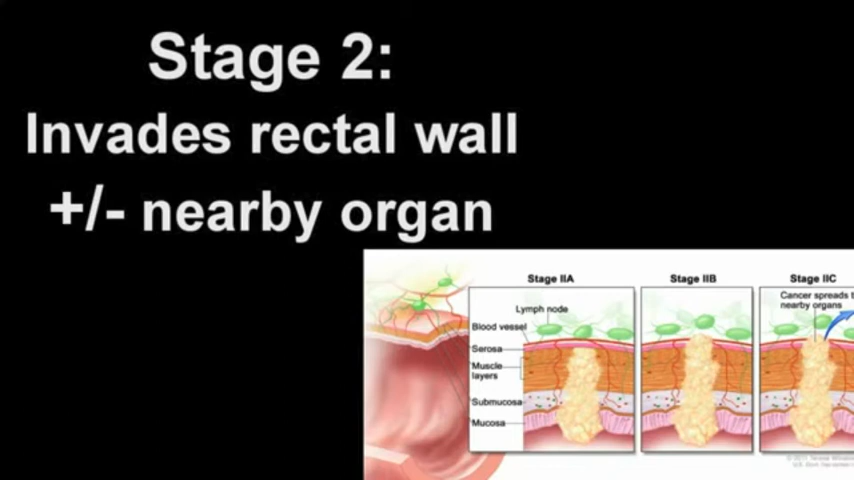 Stage 2:
Invades rectal wall
+/- nearby organ
Stage IIA
Stage IIB
Stage IIC
Lymph node
Blood vessel
Serosa
Muscle
layers
Submucosa
Mucosa
Cancer spreads t
nearby organs